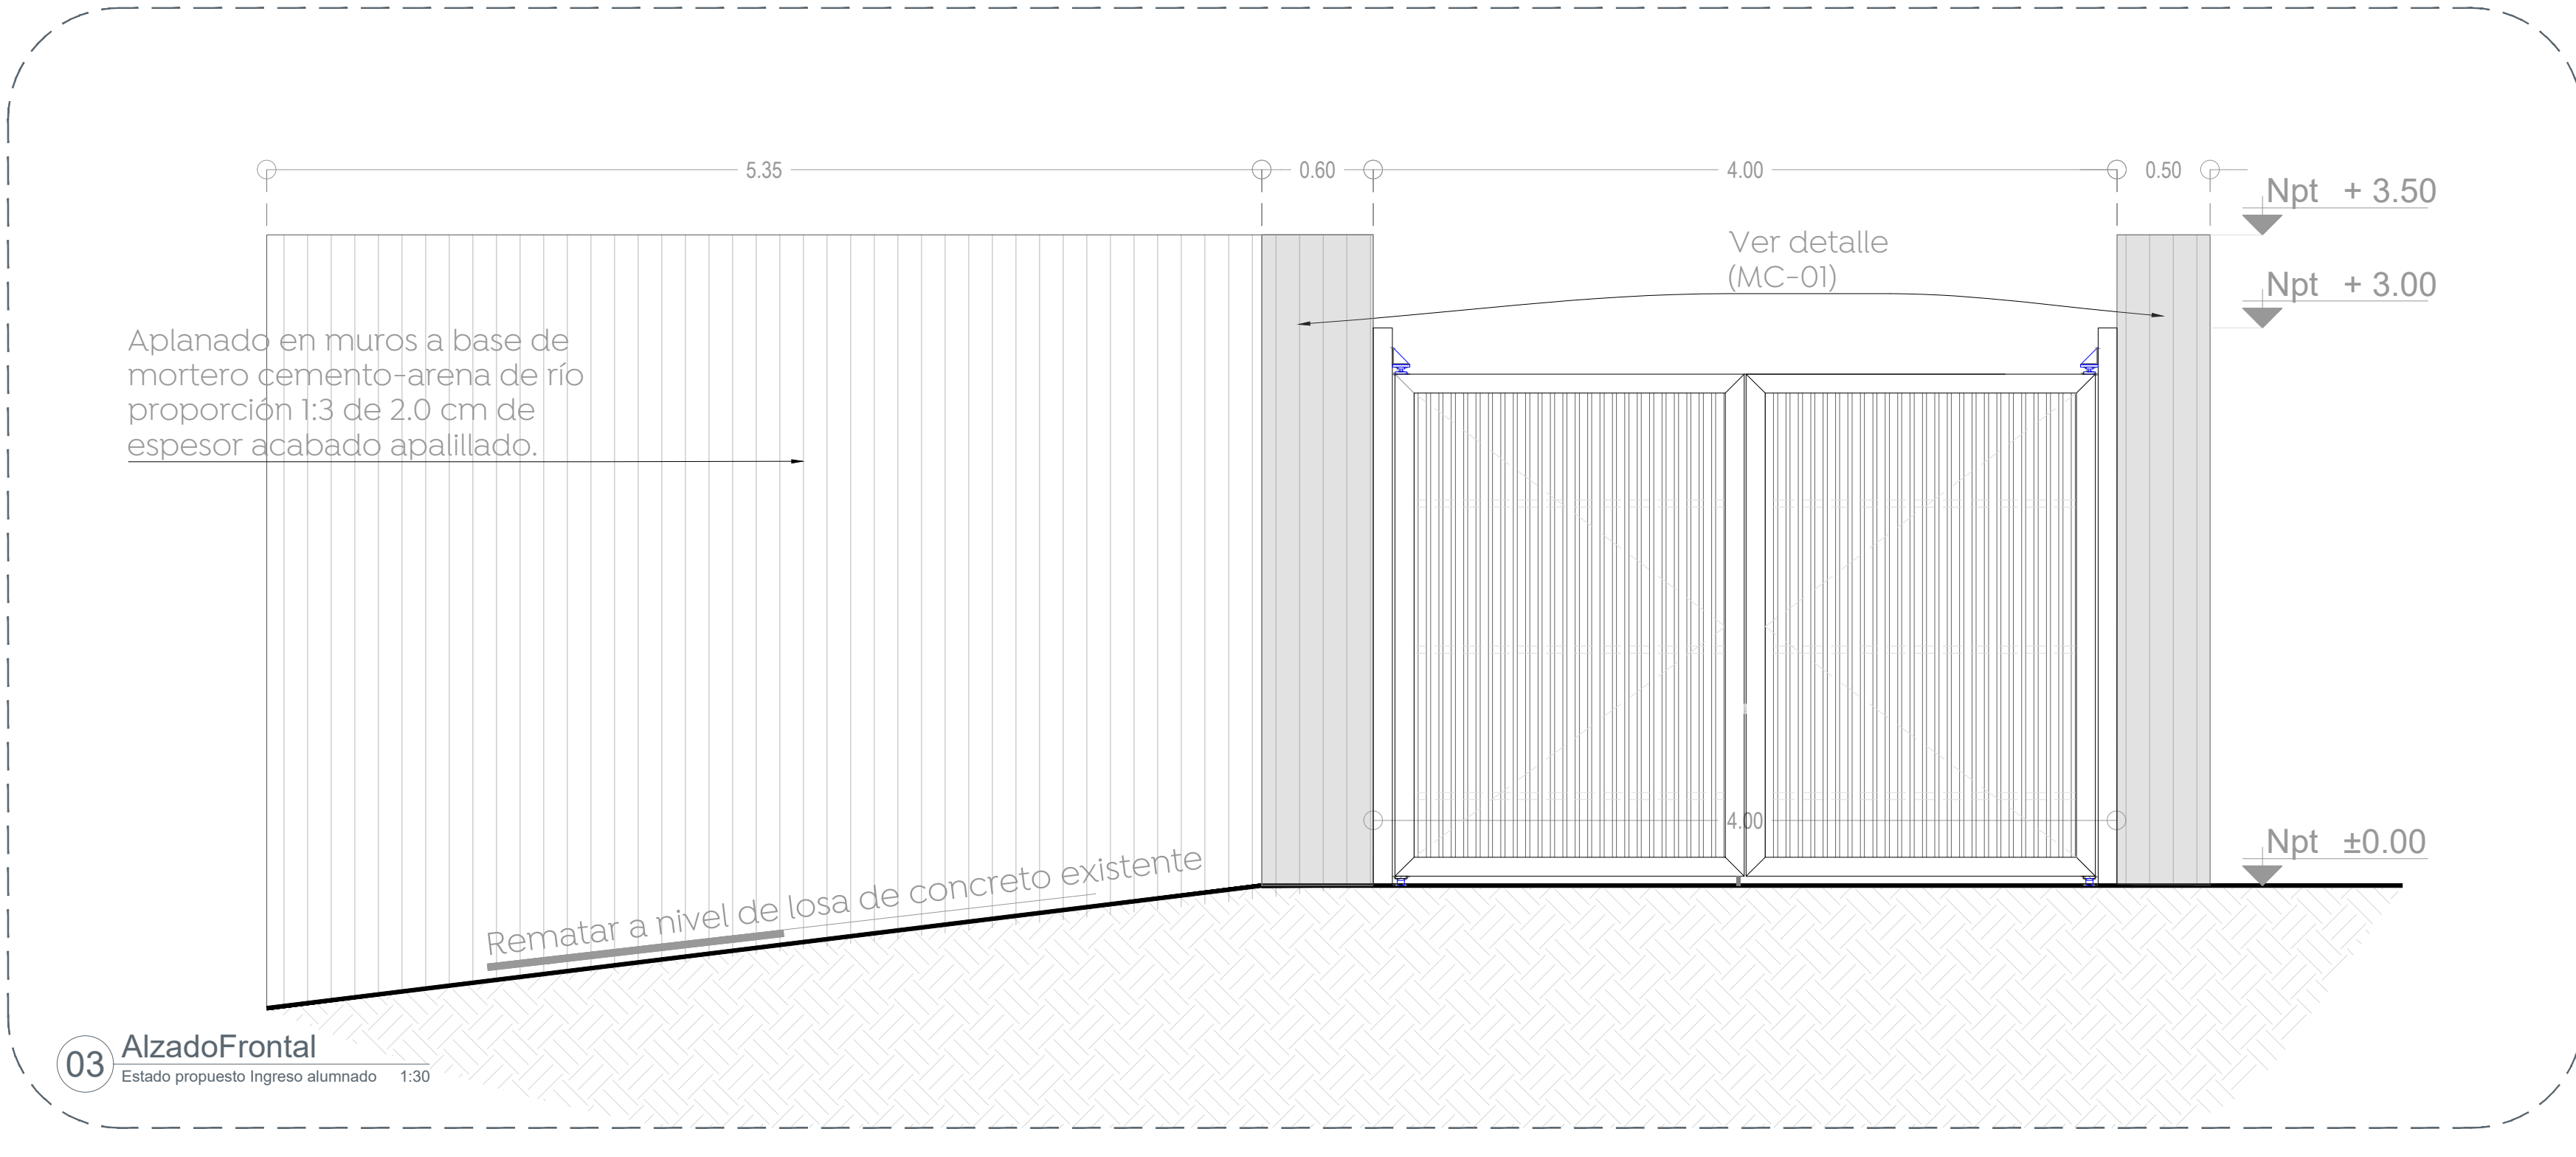 5.35
0.60
4.00
0.50
Npt + 3.50
Ver detalle
(MC-01)
Npt + 3.00
Aplanado en muros a base de
mortero cemento-arena de río
proporción 1:3 de 2.0 cm de
espesor acabado apalillado.
4.00
Npt ±0.00
Rematar a nivel de losa de concreto existente
03
AlzadoFrontal
Estado propuesto Ingreso alumnado 1:30